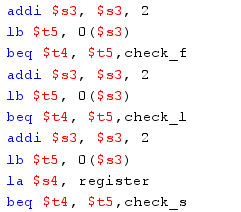 addi $s3, $s3, 2
lb $t5, 0($s3)
beq $t4, $t5,check_f
addi $s3, $s3, 2
lb $t5, 0($s3)
beq $t4, $t5,check_l
addi $s3, $s3, 2
lb $t5, 0($s3)
la $s4, register
beq $t4, $t5,check_s